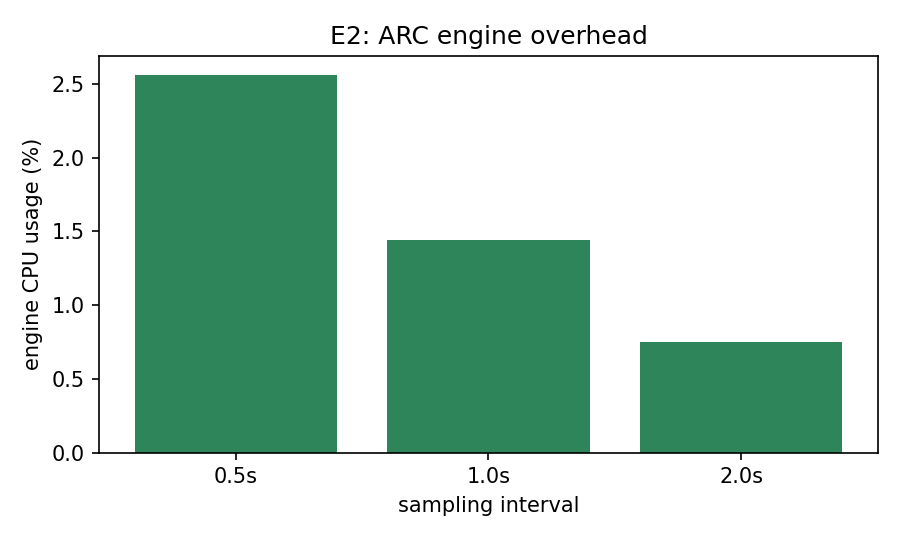 E2: ARC engine overhead
engine CPU usage (%)
2.5
2.0
1.5
1.0
0.5
0.0
0.5s 1.0s 2.0s
sampling interval